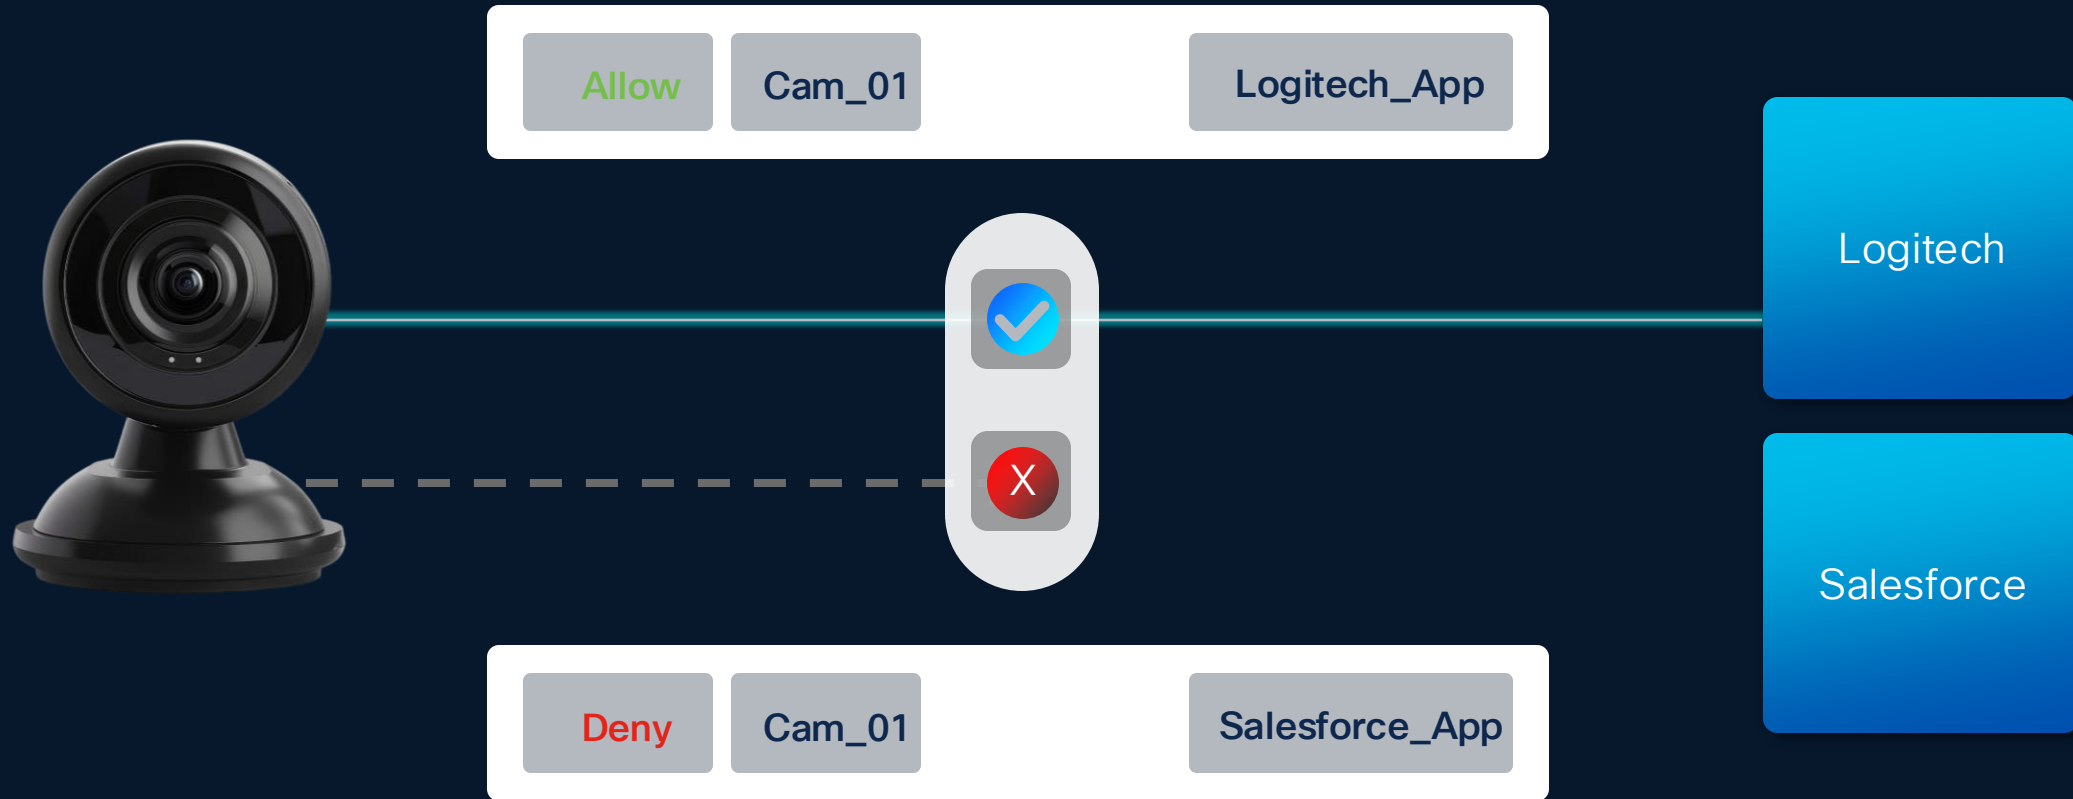 Allow Cam_01 Logitech_App
Logitech
X
Salesforce
Deny Cam_01 Salesforce_App